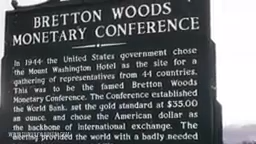 BRETTON WOODS
MONETARY CONFERENCE
In 1944 the United States government chose
the Mount Washington Hotel as the site for a
gathering of representatives from 44 countries.
This was to be the famed Bretton Woods
Monetary Conference. The Conference established
the World Bank, set the gold standard at $35.00
an ounce, and chose the American dollar as
the backbone of international exchange. The
meeting provided the world with a badly needed